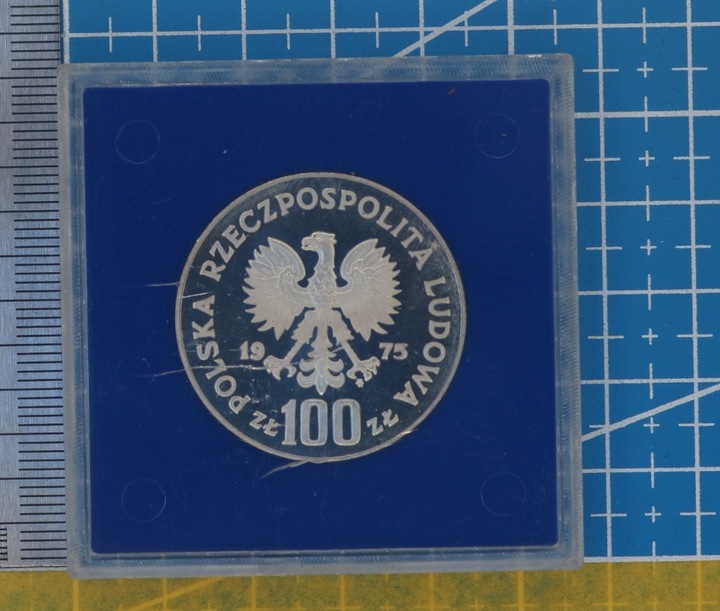 POLSKA RZECZPOSPOLITA LUDOWA
19 75
ZŁ 100 ZŁ